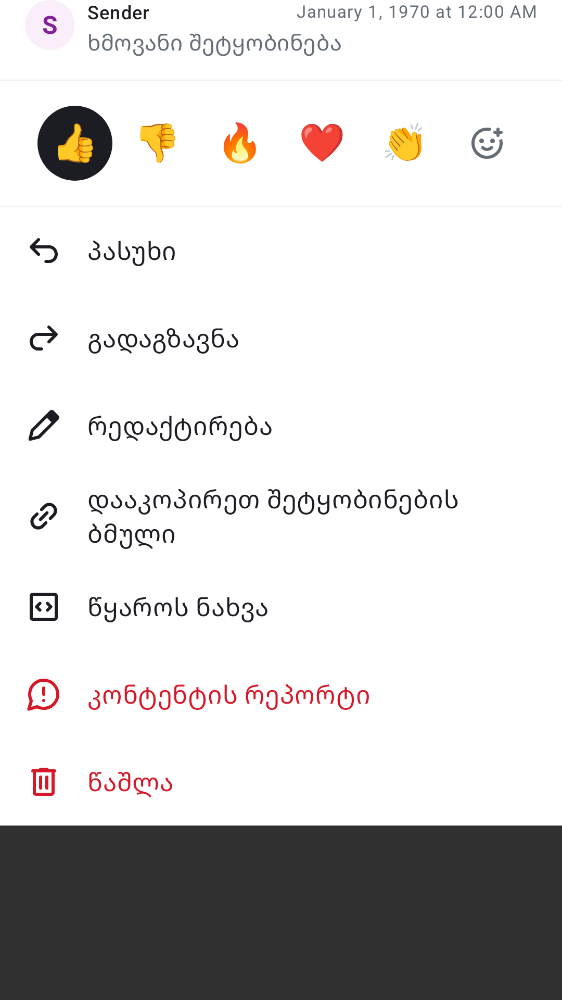 S
Sender
January 1, 1970 at 12:00 AM
ხმოვანი შეტყობინება
პასუხი
გადაგზავნა
რედაქტირება
დააკოპირეთ შეტყობინების
ბმული
წყაროს ნახვა
კონტენტის რეპორტი
წაშლა